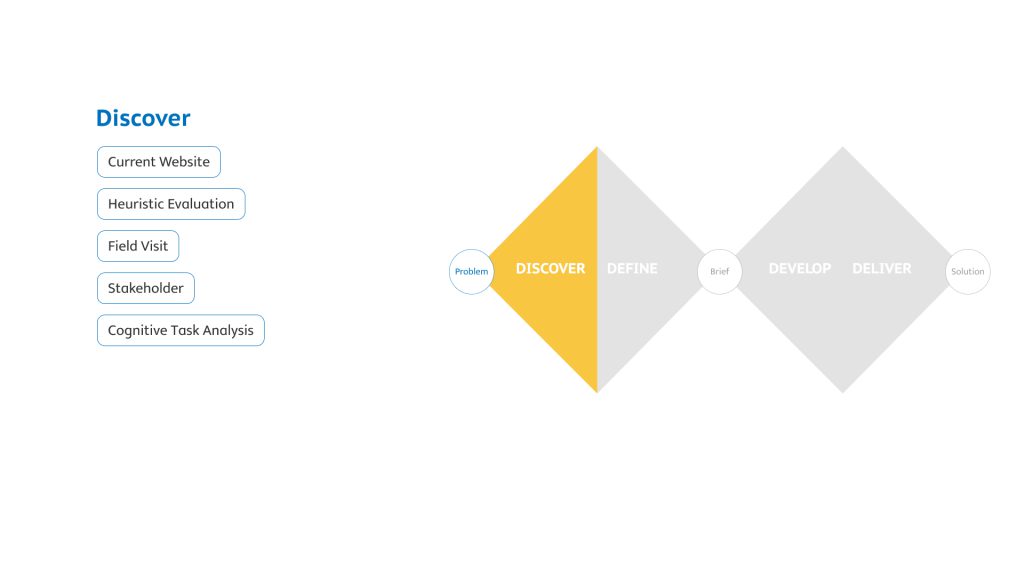 Discover
Current Website
Heuristic Evaluation
Field Visit
Stakeholder
Cognitive Task Analysis
Problem
DISCOVER
DEFINE
Brief
DEVELOP
DELIVER
Solution